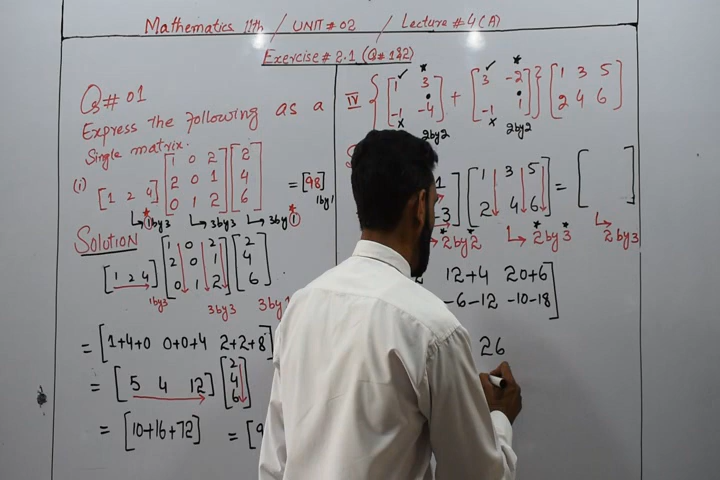 Mathematics 11th / UNIT # 02 / Lecture # 4 (A)
Exercise # 2.1 (Q# 1&2)
Q# 01
Express the following as a
Single matrix.
(i) [1 2 4] [1 0 2
2 0 1
0 1 2] [2
4
6] = [98]
1by1
↳ 1by3 ↳ 3by3 ↳ 3by1
SOLUTION
[1 2 4] [1 0 2
2 0 1
0 1 2] [2
4
6]
1by3 3by3 3by
= [1+4+0 0+0+4 2+2+8]
= [5 4 12] [2
4
6]
= [10+16+72] = [9
IV { [1 3
-1 -4] + [3 -2
-1 1] } [1 3 5
2 4 6]
2by2 2by2
1
-3] [1 3 5
2 4 6] = [ ]
2by2 ↳ 2by3 ↳ 2by3
12+4 20+6
-6-12 -10-18]
26